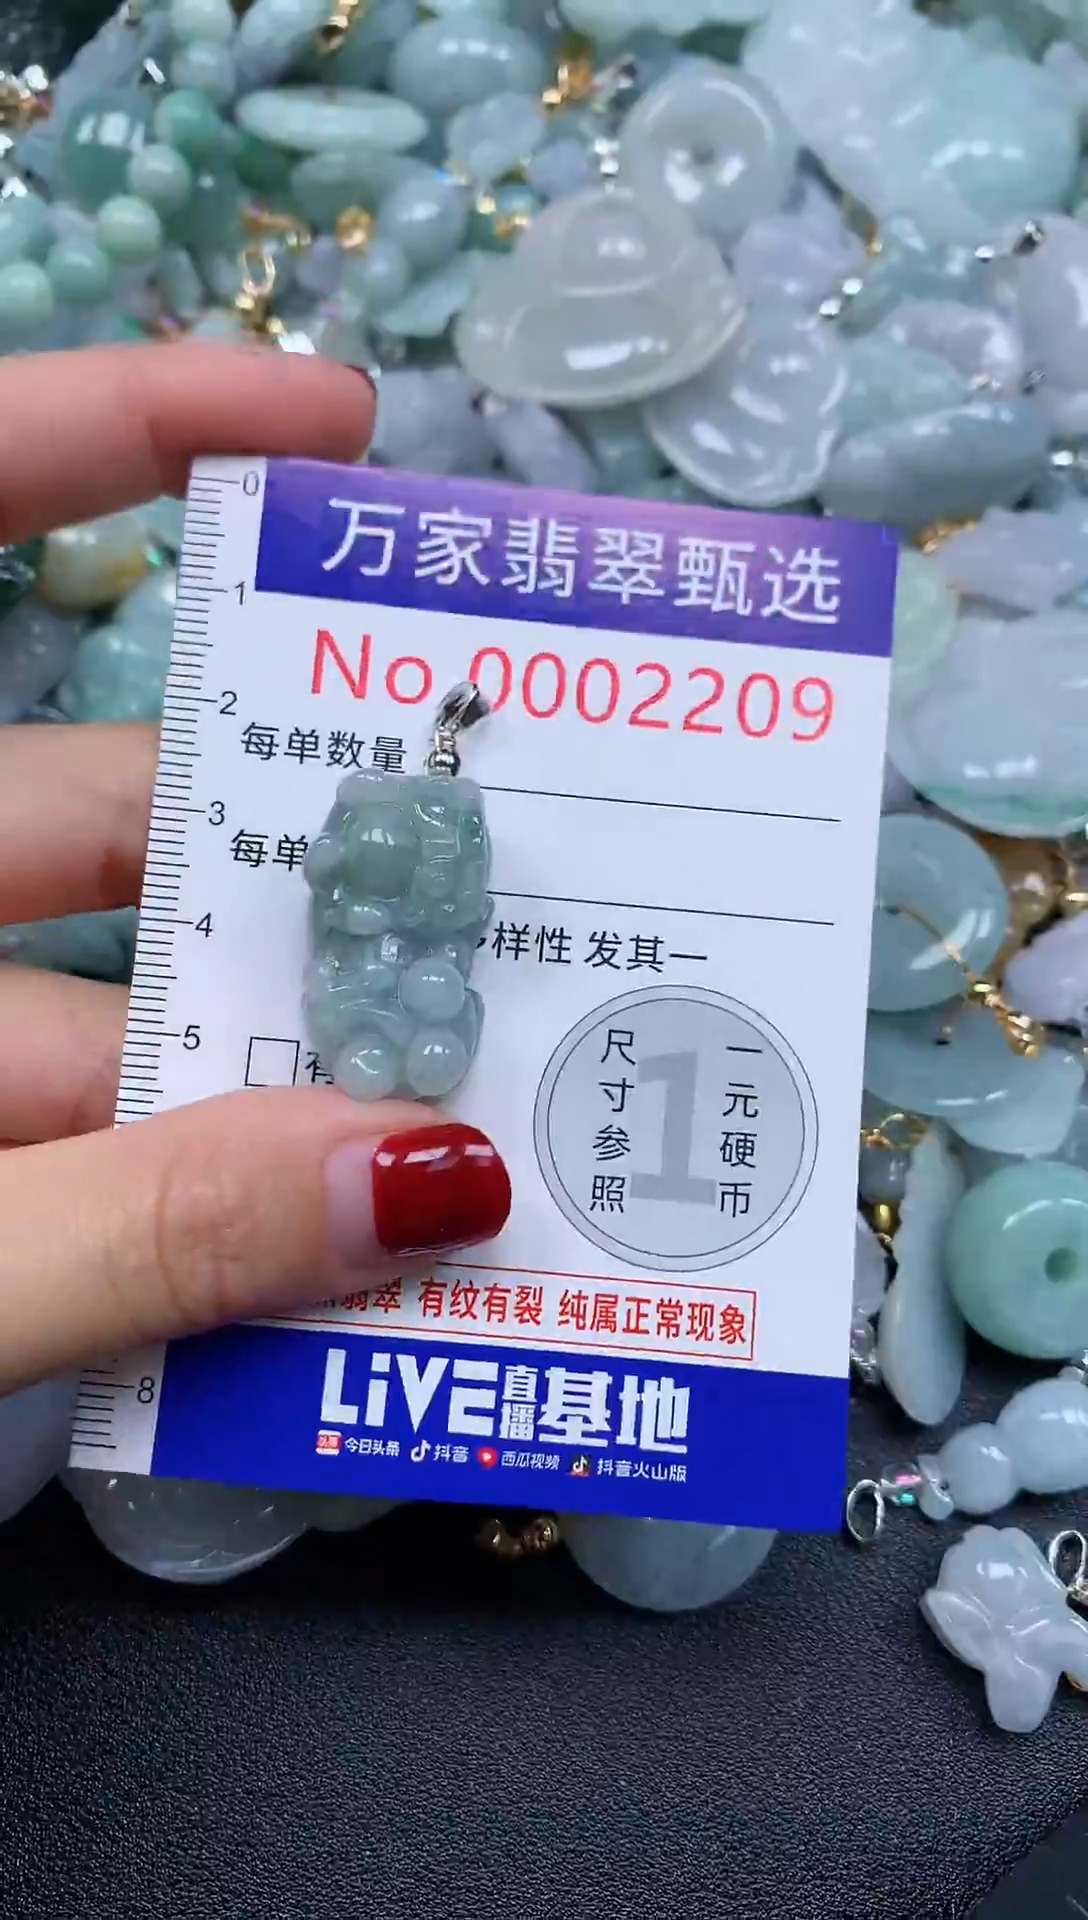 0
万家翡翠甄选
1
No 0002209
2
每单数量
3
每单
4
样性 发其一
5
尺寸参照
1
一元硬币
翡翠 有纹有裂 纯属正常现象
8
LiVE直播基地
今日头条 抖音 西瓜视频 抖音火山版